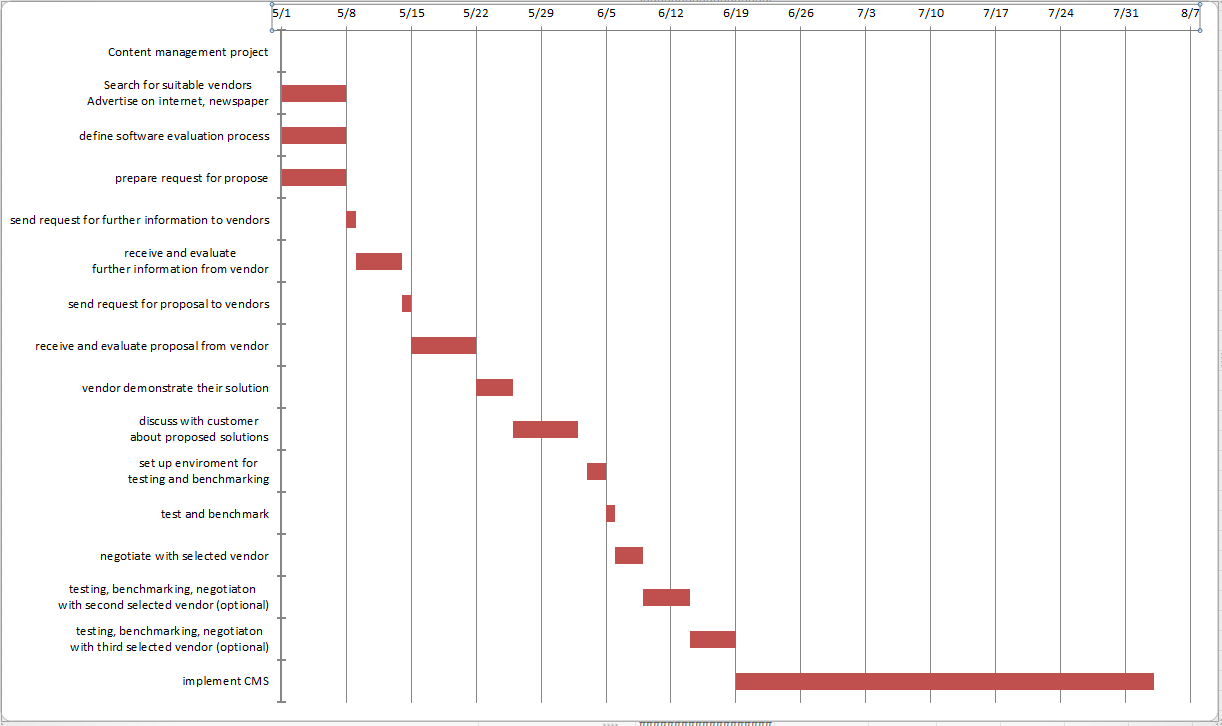 5/1 5/8 5/15 5/22 5/29 6/5 6/12 6/19 6/26 7/3 7/10 7/17 7/24 7/31 8/7
Content management project
Search for suitable vendors
Advertise on internet, newspaper
define software evaluation process
prepare request for propose
send request for further information to vendors
receive and evaluate
further information from vendor
send request for proposal to vendors
receive and evaluate proposal from vendor
vendor demonstrate their solution
discuss with customer
about proposed solutions
set up enviroment for
testing and benchmarking
test and benchmark
negotiate with selected vendor
testing, benchmarking, negotiaton
with second selected vendor (optional)
testing, benchmarking, negotiaton
with third selected vendor (optional)
implement CMS